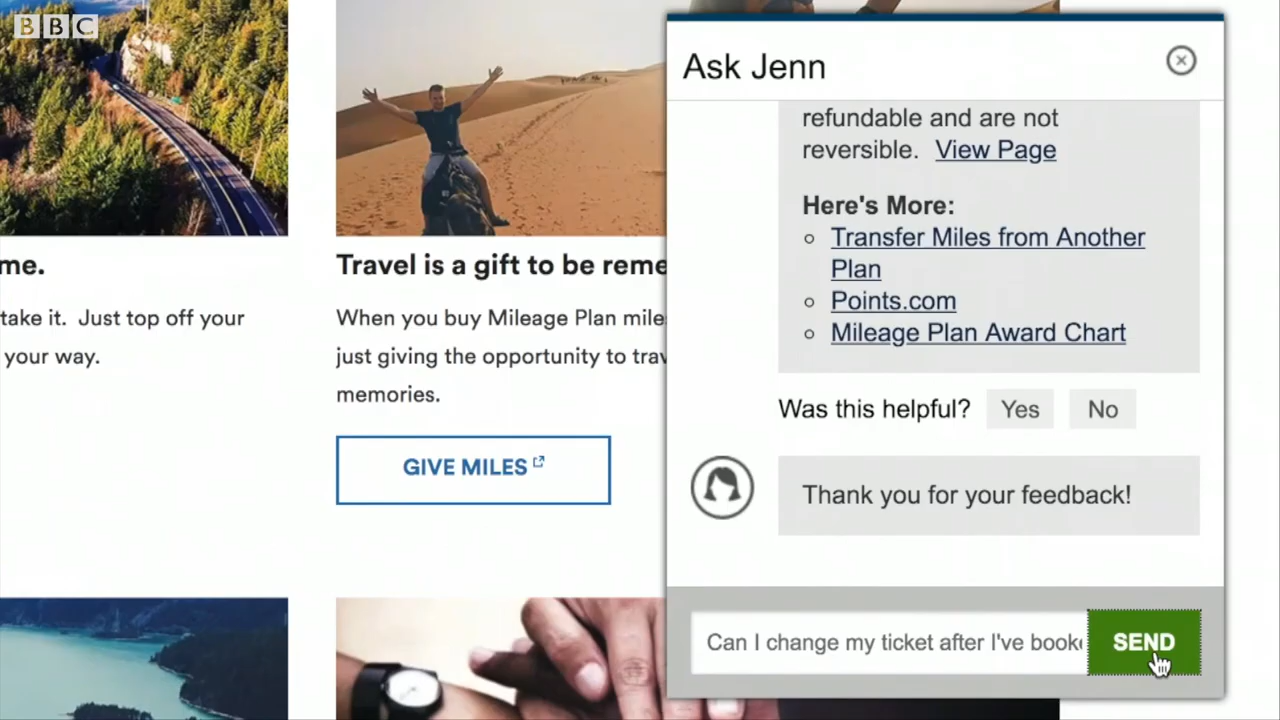 BBC
me.
take it. Just top off your
your way.
Travel is a gift to be reme
When you buy Mileage Plan mile
just giving the opportunity to trav
memories.
GIVE MILES
Ask Jenn
refundable and are not
reversible. View Page
Here's More:
Transfer Miles from Another
Plan
Points.com
Mileage Plan Award Chart
Was this helpful? Yes No
Thank you for your feedback!
Can I change my ticket after I've booke
SEND